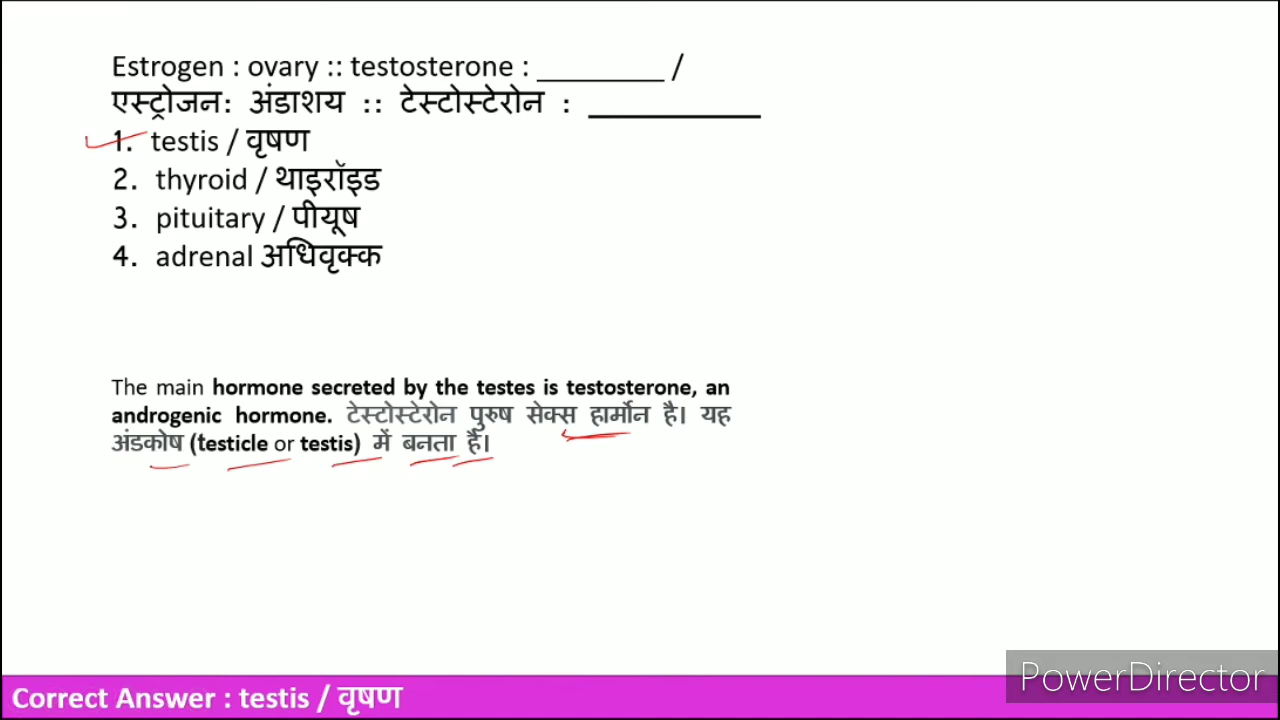 Estrogen : ovary :: testosterone : ________ /
एस्ट्रोजनः अंडाशय :: टेस्टोस्टेरोन : ___________
1. testis / वृषण
2. thyroid / थाइरॉइड
3. pituitary / पीयूष
4. adrenal अधिवृक्क
The main hormone secreted by the testes is testosterone, an
androgenic hormone. टेस्टोस्टेरोन पुरुष सेक्स हार्मोन है। यह
अंडकोष (testicle or testis) में बनता है।
PowerDirector
Correct Answer : testis / वृषण